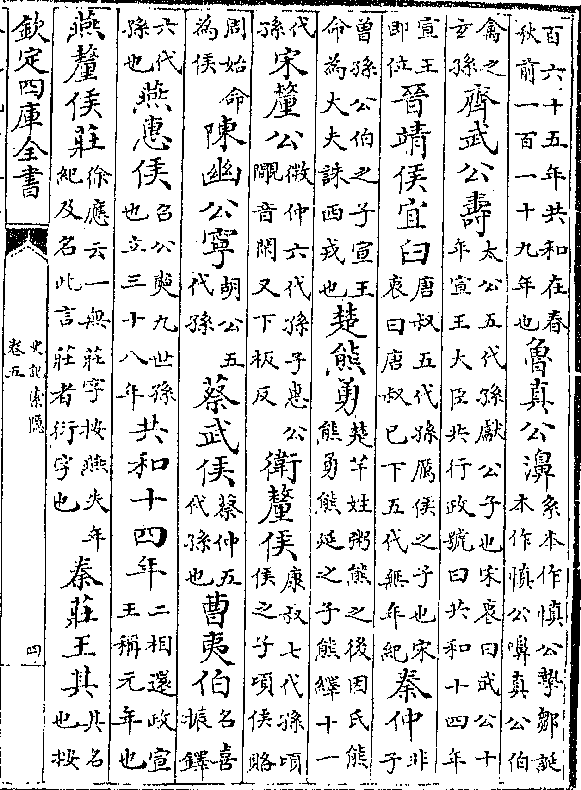 百六十五年共和在春秋前一百一十九年也魯真公濞系本作慎公摯鄒誕本作慎公嚊真公伯
禽之玄孫齊武公壽太公五代孫獻公子也宋衷曰武公十年宣王大臣共行政號曰共和十四年
宣王即位晉靖侯宜臼唐叔五代孫厲侯之子也宋衷曰唐叔已下五代無年紀秦仲非子
曾孫公伯之子宣王命為大夫誅西戎也楚熊勇楚芊姓粥熊之後因氏熊熊勇熊延之子熊繹十一
代孫宋釐公微仲六代孫子惠公覵音閑又下板反衛釐侯康叔七代孫頃侯之子頃侯賂
周始命為侯陳幽公寧胡公五代孫蔡武侯蔡仲五代孫也曹夷伯名喜振鐸
六代孫也燕惠侯召公奭九世孫也立三十八年共和十四年二相還政宣王稱元年也
燕釐侯莊徐應云一無莊字按燕失年紀及名此言莊者衍字也秦莊王其其名也按
欽定四庫全書
史記索隱
卷五
四